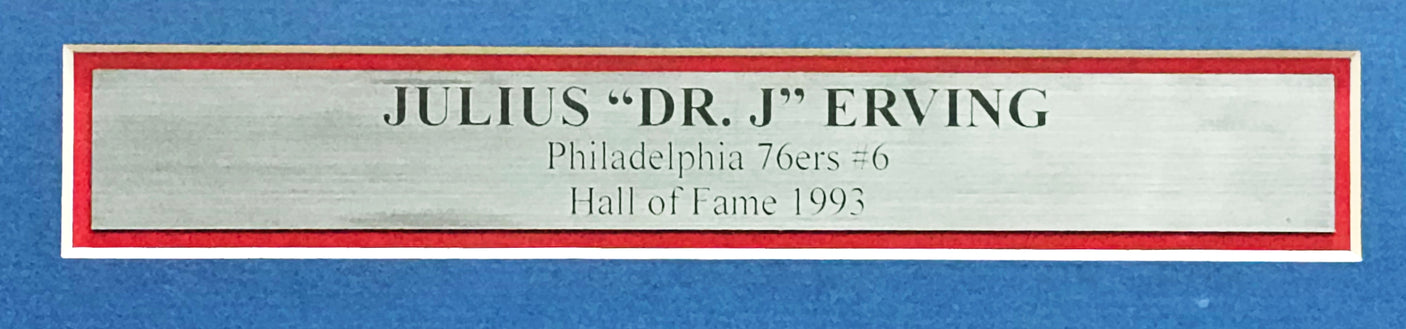 JULIUS “DR. J” ERVING
Philadelphia 76ers #6
Hall of Fame 1993